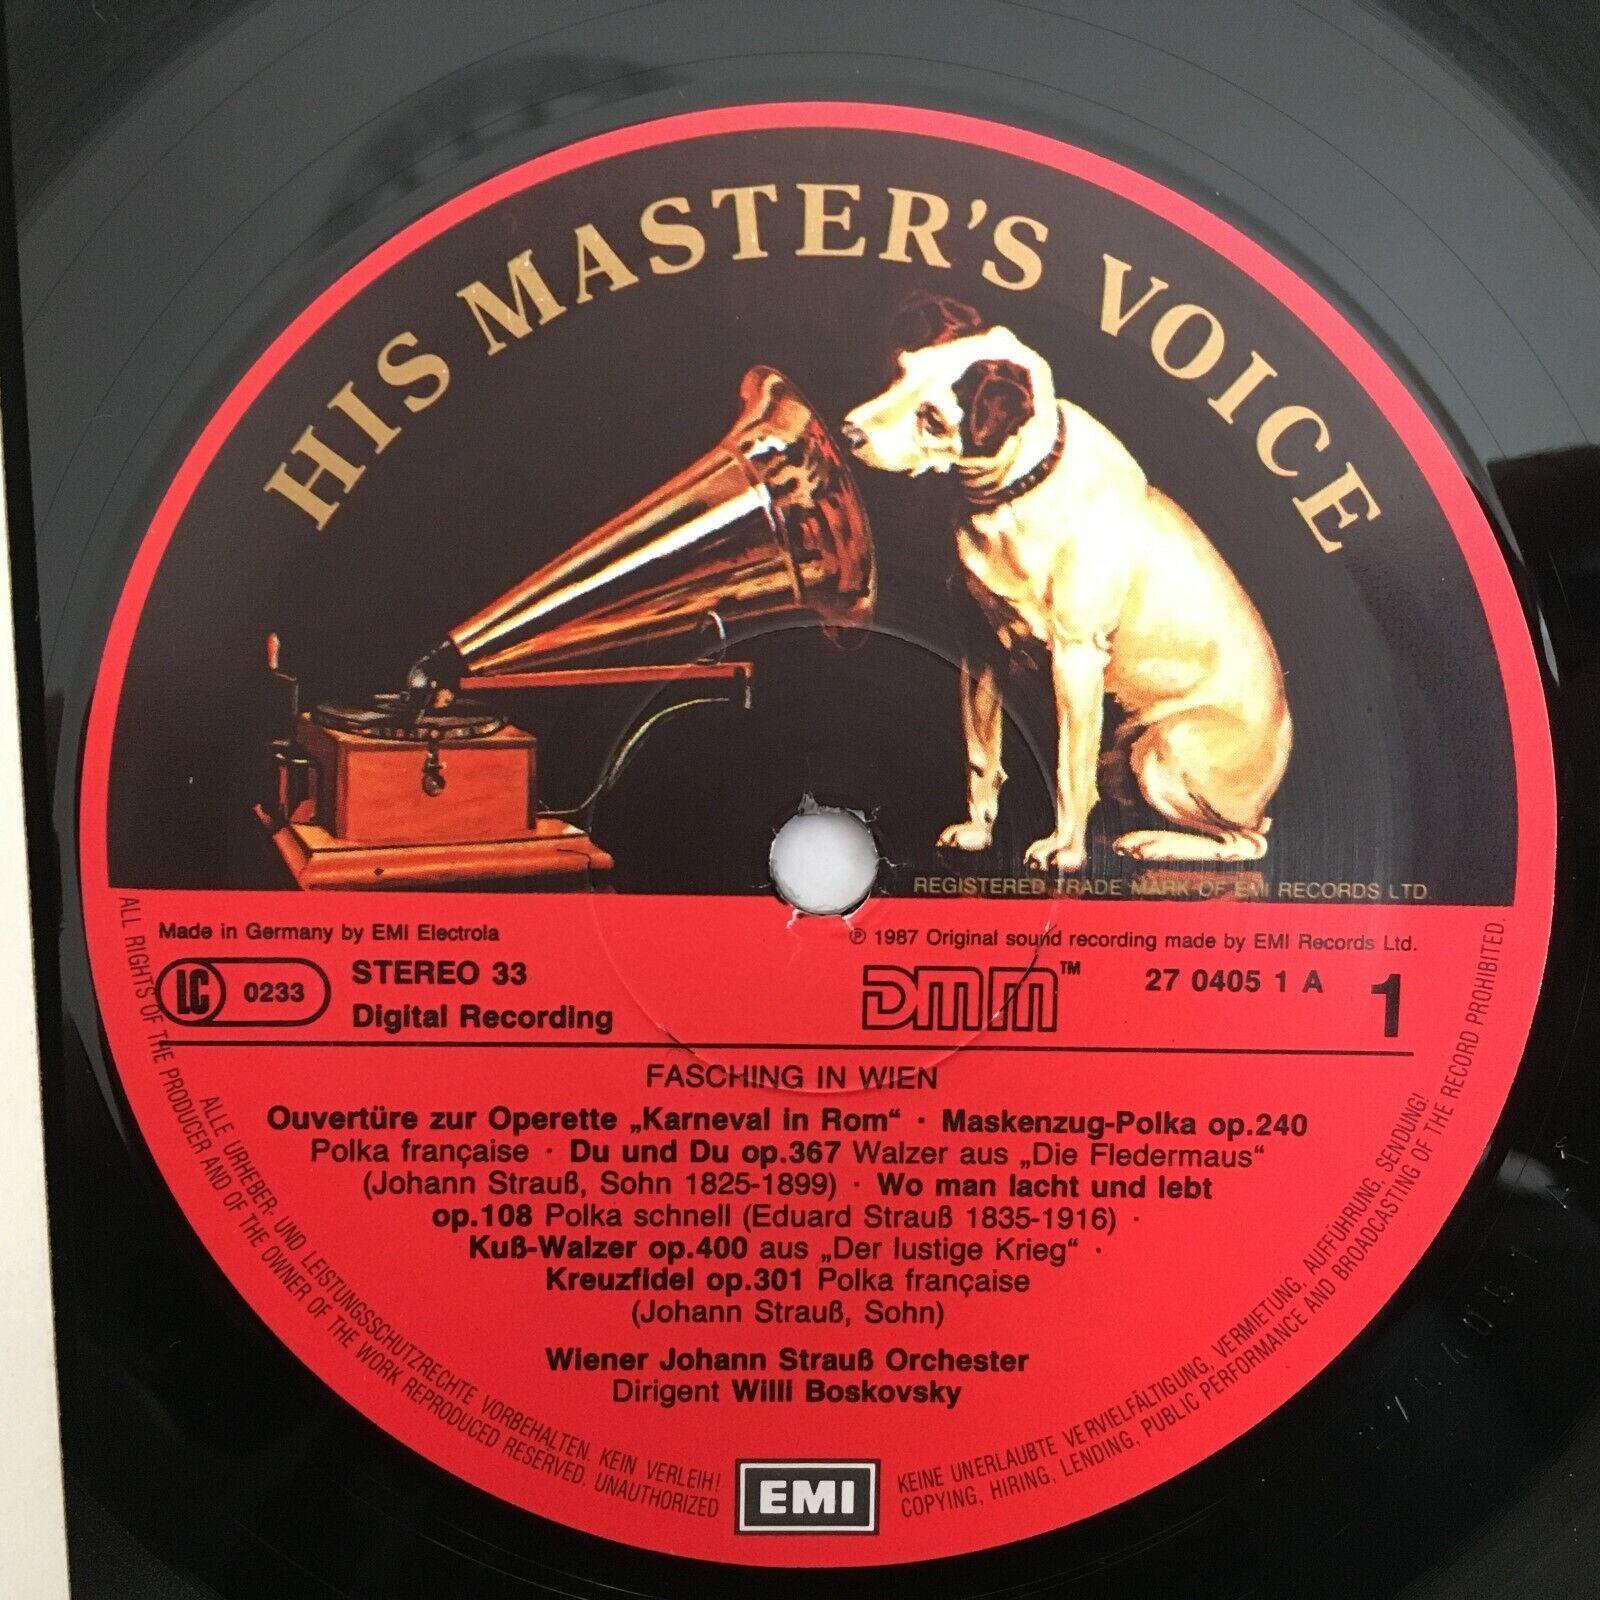 HIS MASTER'S VOICE
REGISTERED TRADE MARK OF EMI RECORDS LTD.
Made in Germany by EMI Electrola
℗ 1987 Original sound recording made by EMI Records Ltd.
LC 0233
STEREO 33
Digital Recording
DMM™
27 0405 1 A
1
FASCHING IN WIEN
Ouvertüre zur Operette „Karneval in Rom“ · Maskenzug-Polka op.240
Polka française · Du und Du op.367 Walzer aus „Die Fledermaus“
(Johann Strauß, Sohn 1825-1899) · Wo man lacht und lebt
op.108 Polka schnell (Eduard Strauß 1835-1916) ·
Kuß-Walzer op.400 aus „Der lustige Krieg“ ·
Kreuzfidel op.301 Polka française
(Johann Strauß, Sohn)
Wiener Johann Strauß Orchester
Dirigent Willi Boskovsky
EMI
ALLE URHEBER- UND LEISTUNGSSCHUTZRECHTE VORBEHALTEN. KEIN VERLEIH! KEINE UNERLAUBTE VERVIELFÄLTIGUNG, VERMIETUNG, AUFFÜHRUNG, SENDUNG!
ALL RIGHTS OF THE PRODUCER AND OF THE OWNER OF THE WORK REPRODUCED RESERVED. UNAUTHORIZED COPYING, HIRING, LENDING, PUBLIC PERFORMANCE AND BROADCASTING OF THE RECORD PROHIBITED.